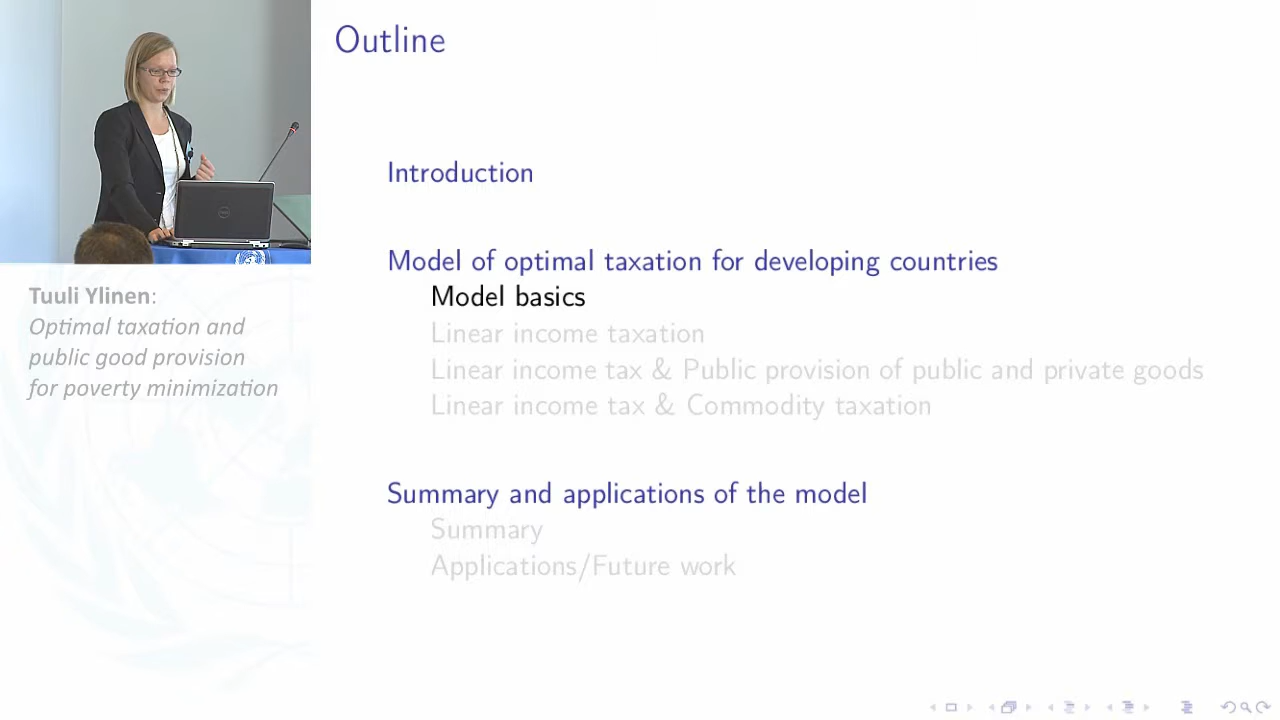 Outline
Introduction
Model of optimal taxation for developing countries
Model basics
Linear income taxation
Linear income tax & Public provision of public and private goods
Linear income tax & Commodity taxation
Summary and applications of the model
Summary
Applications/Future work
Tuuli Ylinen:
Optimal taxation and
public good provision
for poverty minimization